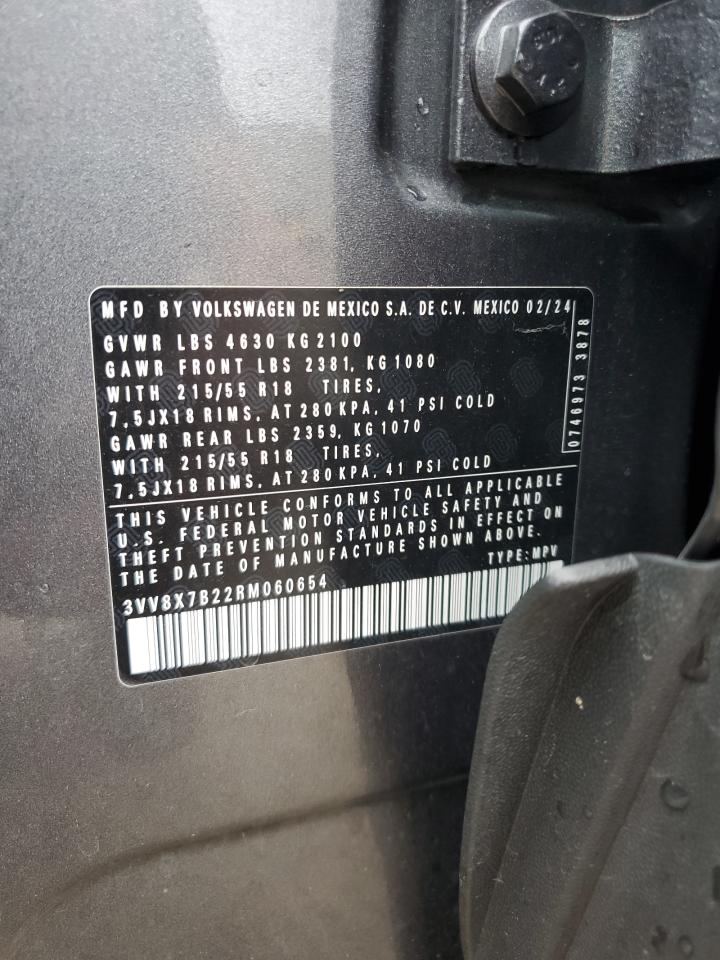 MFD BY VOLKSWAGEN DE MEXICO S.A. DE C.V. MEXICO 02/24
GVWR LBS 4630 KG 2100
GAWR FRONT LBS 2381, KG 1080
WITH 215/55 R18 TIRES,
7,5JX18 RIMS, AT 280 KPA, 41 PSI COLD
GAWR REAR LBS 2359, KG 1070
WITH 215/55 R18 TIRES,
7,5JX18 RIMS, AT 280 KPA, 41 PSI COLD
0746973 3878
THIS VEHICLE CONFORMS TO ALL APPLICABLE
U.S. FEDERAL MOTOR VEHICLE SAFETY AND
THEFT PREVENTION STANDARDS IN EFFECT ON
THE DATE OF MANUFACTURE SHOWN ABOVE.
TYPE: MPV
3VV8X7B22RM060654